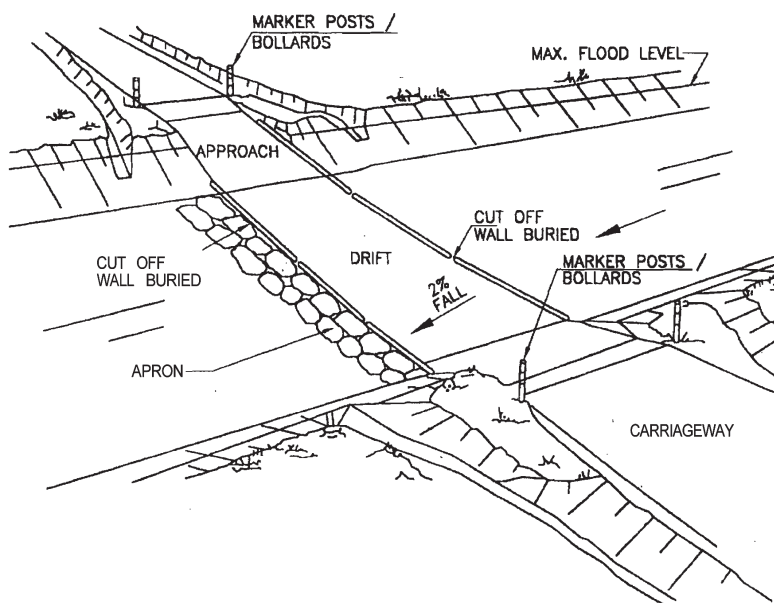 MARKER POSTS /
BOLLARDS
MAX. FLOOD LEVEL
APPROACH
CUT OFF
WALL BURIED
DRIFT
CUT OFF
WALL BURIED
MARKER POSTS /
BOLLARDS
2%
FALL
APRON
CARRIAGEWAY